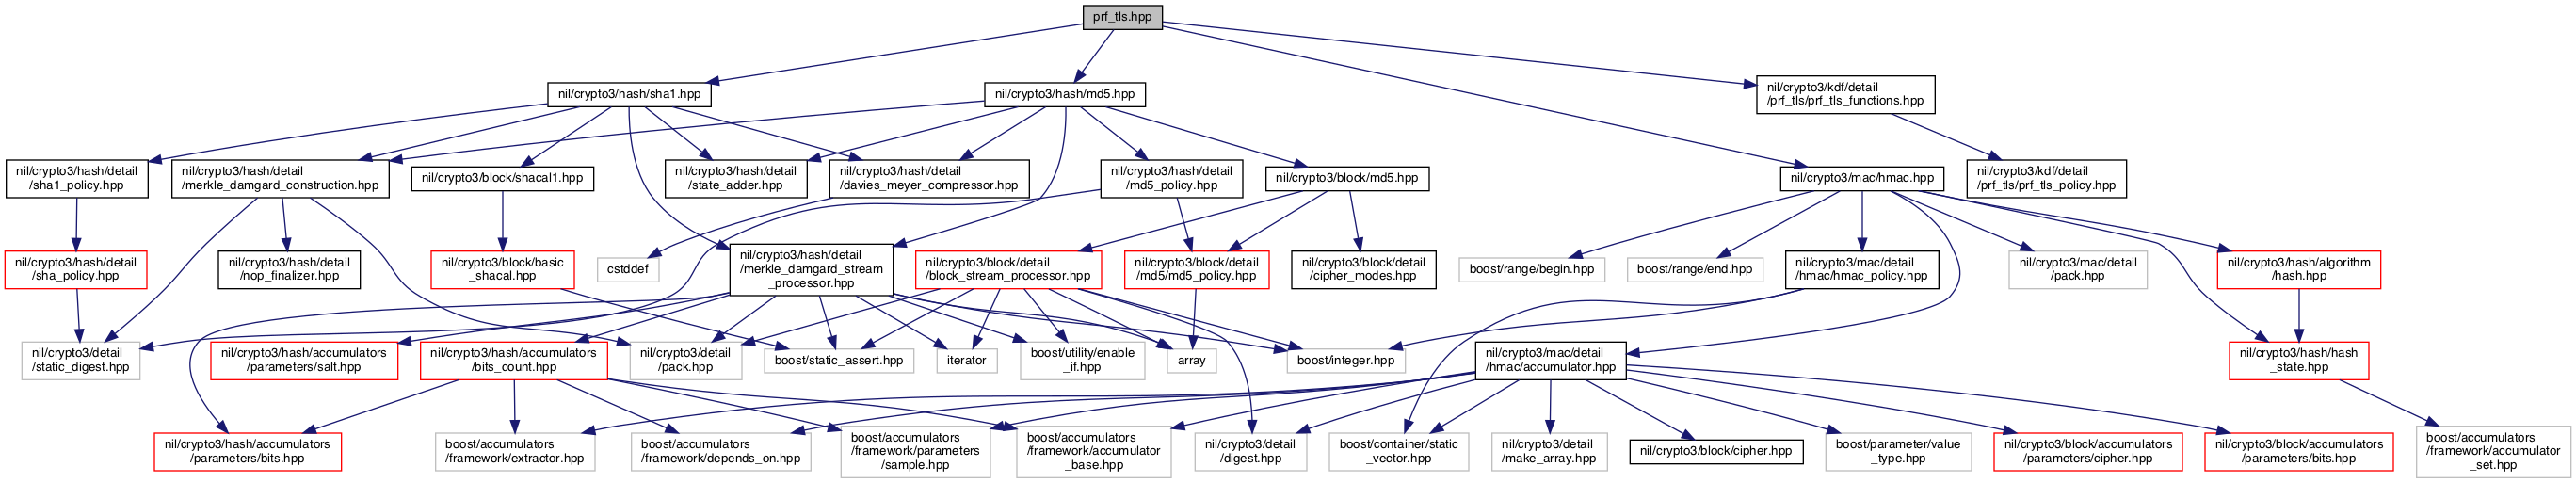 prf_tls.hpp
nil/crypto3/hash/sha1.hpp
nil/crypto3/hash/md5.hpp
nil/crypto3/kdf/detail
/prf_tls/prf_tls_functions.hpp
nil/crypto3/hash/detail
/sha1_policy.hpp
nil/crypto3/hash/detail
/merkle_damgard_construction.hpp
nil/crypto3/block/shacal1.hpp
nil/crypto3/hash/detail
/state_adder.hpp
nil/crypto3/hash/detail
/davies_meyer_compressor.hpp
nil/crypto3/hash/detail
/md5_policy.hpp
nil/crypto3/block/md5.hpp
nil/crypto3/mac/hmac.hpp
nil/crypto3/kdf/detail
/prf_tls/prf_tls_policy.hpp
nil/crypto3/hash/detail
/sha_policy.hpp
nil/crypto3/hash/detail
/nop_finalizer.hpp
nil/crypto3/block/basic
_shacal.hpp
cstddef
nil/crypto3/hash/detail
/merkle_damgard_stream
_processor.hpp
nil/crypto3/block/detail
/block_stream_processor.hpp
nil/crypto3/block/detail
/md5/md5_policy.hpp
nil/crypto3/block/detail
/cipher_modes.hpp
boost/range/begin.hpp
boost/range/end.hpp
nil/crypto3/mac/detail
/hmac/hmac_policy.hpp
nil/crypto3/mac/detail
/pack.hpp
nil/crypto3/hash/algorithm
/hash.hpp
nil/crypto3/detail
/static_digest.hpp
nil/crypto3/hash/accumulators
/parameters/salt.hpp
nil/crypto3/hash/accumulators
/bits_count.hpp
nil/crypto3/detail
/pack.hpp
boost/static_assert.hpp
iterator
boost/utility/enable
_if.hpp
array
boost/integer.hpp
nil/crypto3/mac/detail
/hmac/accumulator.hpp
nil/crypto3/hash/hash
_state.hpp
nil/crypto3/hash/accumulators
/parameters/bits.hpp
boost/accumulators
/framework/extractor.hpp
boost/accumulators
/framework/depends_on.hpp
boost/accumulators
/framework/parameters
/sample.hpp
boost/accumulators
/framework/accumulator
_base.hpp
nil/crypto3/detail
/digest.hpp
boost/container/static
_vector.hpp
nil/crypto3/detail
/make_array.hpp
nil/crypto3/block/cipher.hpp
boost/parameter/value
_type.hpp
nil/crypto3/block/accumulators
/parameters/cipher.hpp
nil/crypto3/block/accumulators
/parameters/bits.hpp
boost/accumulators
/framework/accumulator
_set.hpp